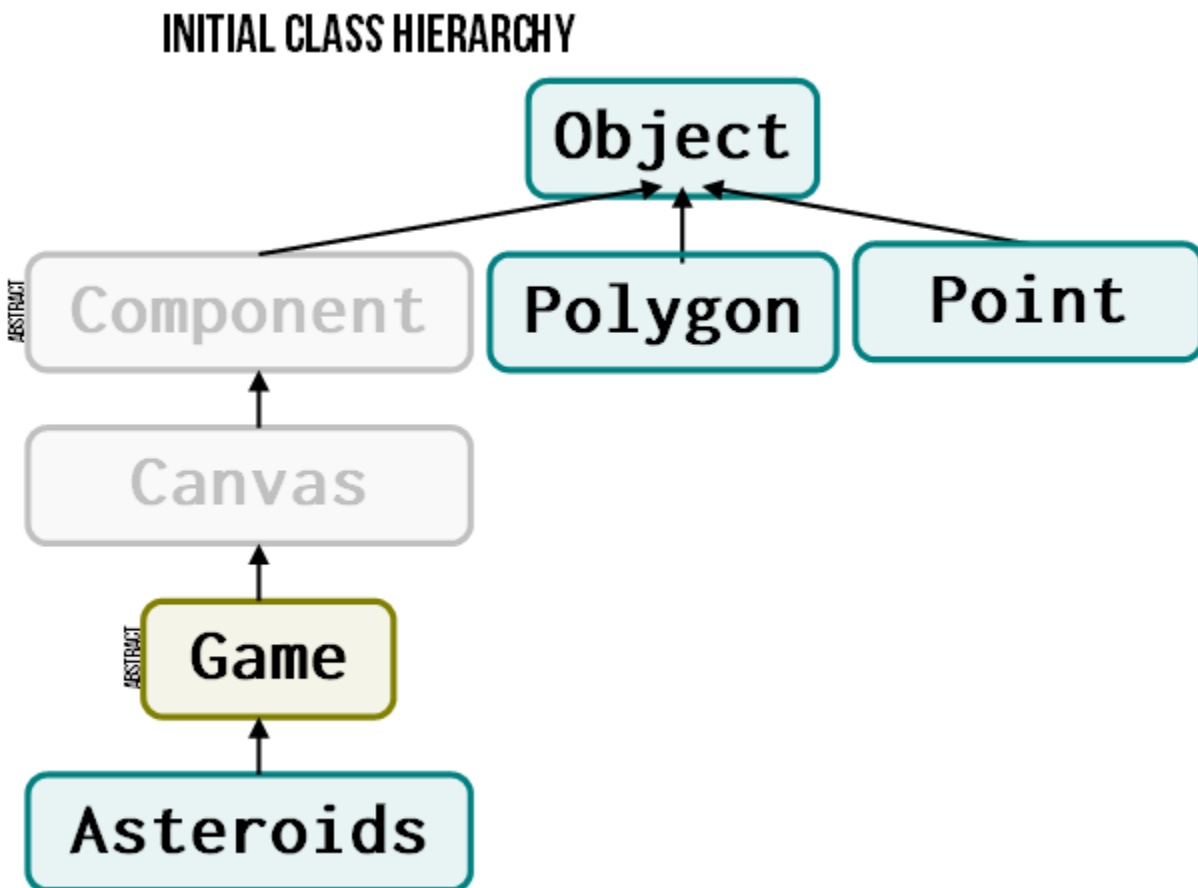 INITIAL CLASS HIERARCHY
Object
ABSTRACT
Component
Polygon
Point
Canvas
ABSTRACT
Game
Asteroids